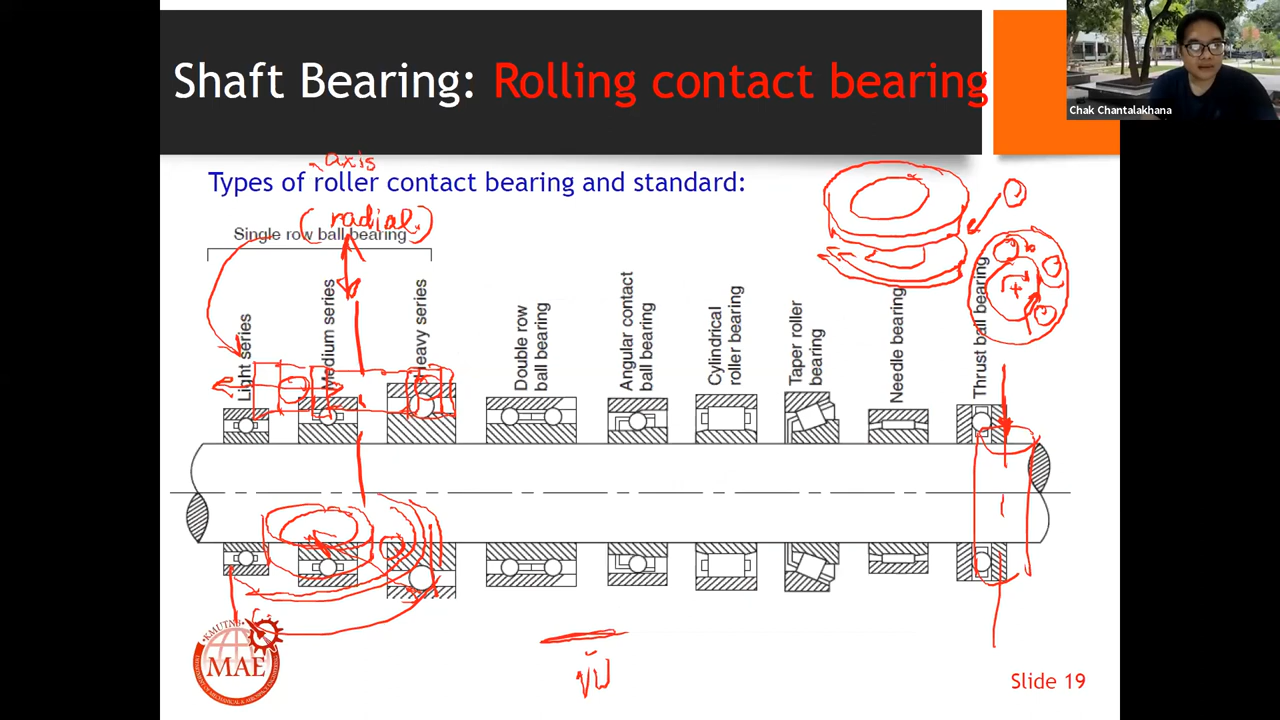 Shaft Bearing: Rolling contact bearing
Chak Chantalakhana
axis
Types of roller contact bearing and standard:
(radial)
Single row ball bearing
Light series
Medium series
Heavy series
Double row
ball bearing
Angular contact
ball bearing
Cylindrical
roller bearing
Taper roller
bearing
Needle bearing
Thrust ball bearing
KMUTNB
MAE
Slide 19